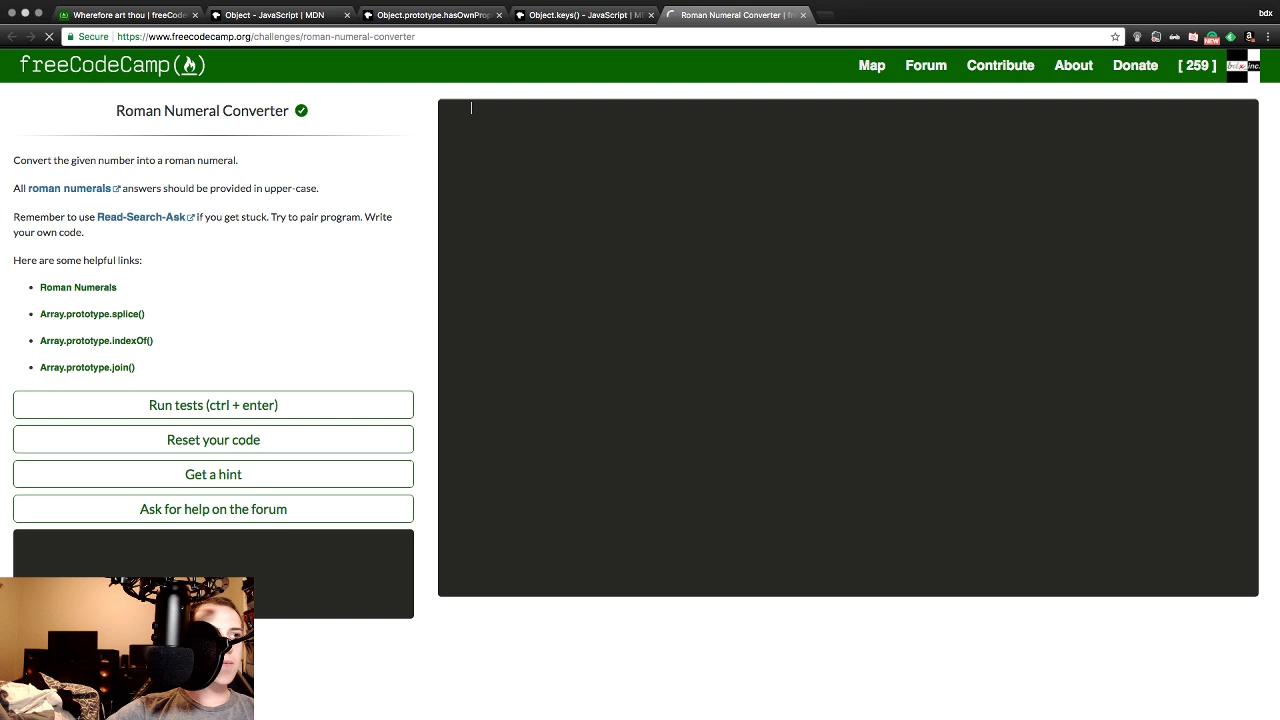 Wherefore art thou | freeCode
Object - JavaScript | MDN
Object.prototype.hasOwnProp
Object.keys() - JavaScript | M
Roman Numeral Converter | fre
bdx
Secure
https://www.freecodecamp.org/challenges/roman-numeral-converter
NEW
freeCodeCamp
Map
Forum
Contribute
About
Donate
[ 259 ]
inc.
Roman Numeral Converter
Convert the given number into a roman numeral.
All roman numerals answers should be provided in upper-case.
Remember to use Read-Search-Ask if you get stuck. Try to pair program. Write
your own code.
Here are some helpful links:
Roman Numerals
Array.prototype.splice()
Array.prototype.indexOf()
Array.prototype.join()
Run tests (ctrl + enter)
Reset your code
Get a hint
Ask for help on the forum